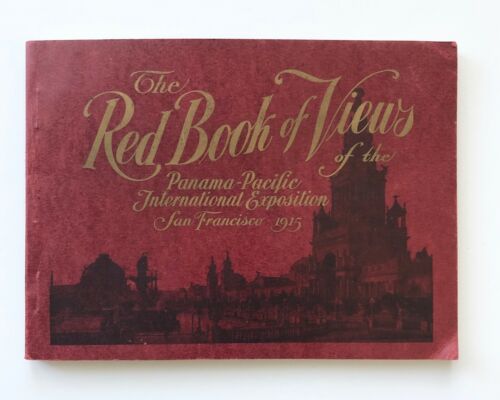 The
Red Book of Views
of the
Panama-Pacific
International Exposition
San Francisco - 1915